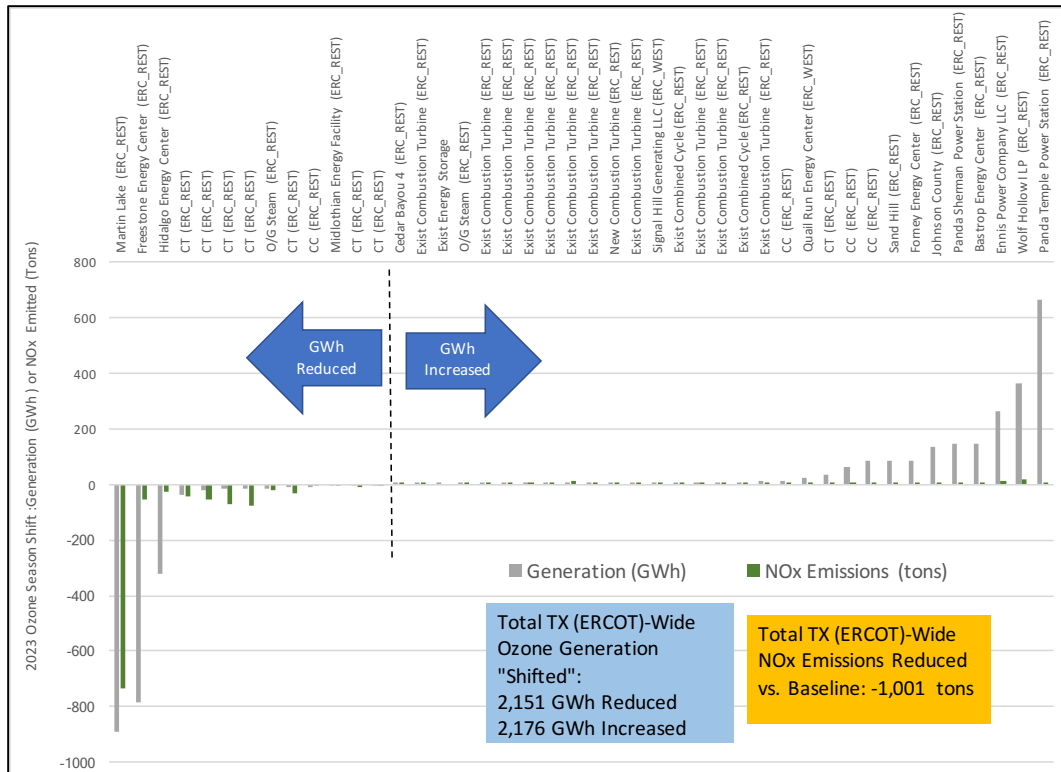 Martin Lake (ERC_REST)
Freestone Energy Center (ERC_REST)
Hidalgo Energy Center (ERC_REST)
CT (ERC_REST)
CT (ERC_REST)
CT (ERC_REST)
CT (ERC_REST)
O/G Steam (ERC_REST)
CT (ERC_REST)
CC (ERC_REST)
Midlothian Energy Facility (ERC_REST)
CT (ERC_REST)
CT (ERC_REST)
Cedar Bayou 4 (ERC_REST)
Exist Combustion Turbine (ERC_REST)
Exist Energy Storage
O/G Steam (ERC_REST)
Exist Combustion Turbine (ERC_REST)
Exist Combustion Turbine (ERC_REST)
Exist Combustion Turbine (ERC_REST)
Exist Combustion Turbine (ERC_REST)
Exist Combustion Turbine (ERC_REST)
Exist Combustion Turbine (ERC_REST)
New Combustion Turbine (ERC_REST)
Exist Combustion Turbine (ERC_REST)
Signal Hill Generating LLC (ERC_WEST)
Exist Combined Cycle (ERC_REST)
Exist Combustion Turbine (ERC_REST)
Exist Combustion Turbine (ERC_REST)
Exist Combined Cycle (ERC_REST)
Exist Combustion Turbine (ERC_REST)
CC (ERC_REST)
Quail Run Energy Center (ERC_WEST)
CT (ERC_REST)
CC (ERC_REST)
CC (ERC_REST)
Sand Hill (ERC_REST)
Forney Energy Center (ERC_REST)
Johnson County (ERC_REST)
Panda Sherman Power Station (ERC_REST)
Bastrop Energy Center (ERC_REST)
Ennis Power Company LLC (ERC_REST)
Wolf Hollow I LP (ERC_REST)
Panda Temple Power Station (ERC_REST)
2023 Ozone Season Shift :Generation (GWh ) or NOx Emitted (Tons)
800
600
400
200
0
-200
-400
-600
-800
-1000
GWh
Reduced
GWh
Increased
Generation (GWh)
NOx Emissions (tons)
Total TX (ERCOT)-Wide
Ozone Generation
"Shifted":
2,151 GWh Reduced
2,176 GWh Increased
Total TX (ERCOT)-Wide
NOx Emissions Reduced
vs. Baseline: -1,001 tons